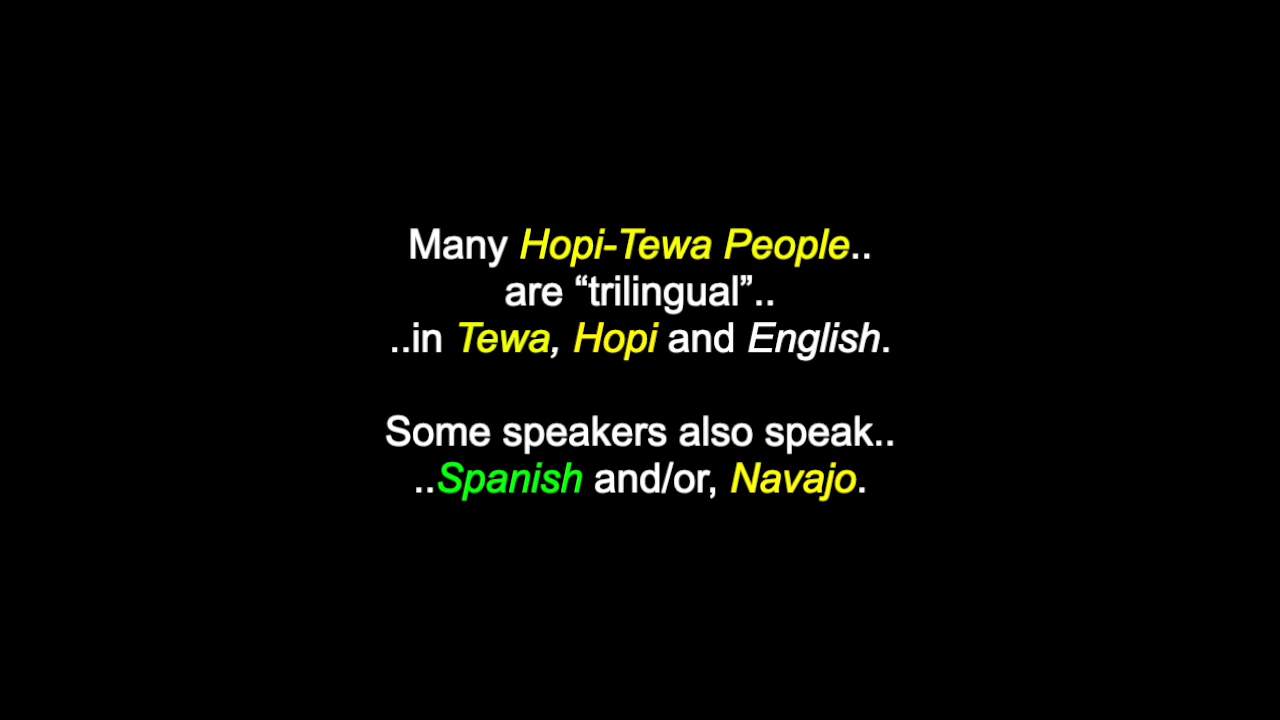 Many Hopi-Tewa People..
are “trilingual”..
..in Tewa, Hopi and English.
Some speakers also speak..
..Spanish and/or, Navajo.